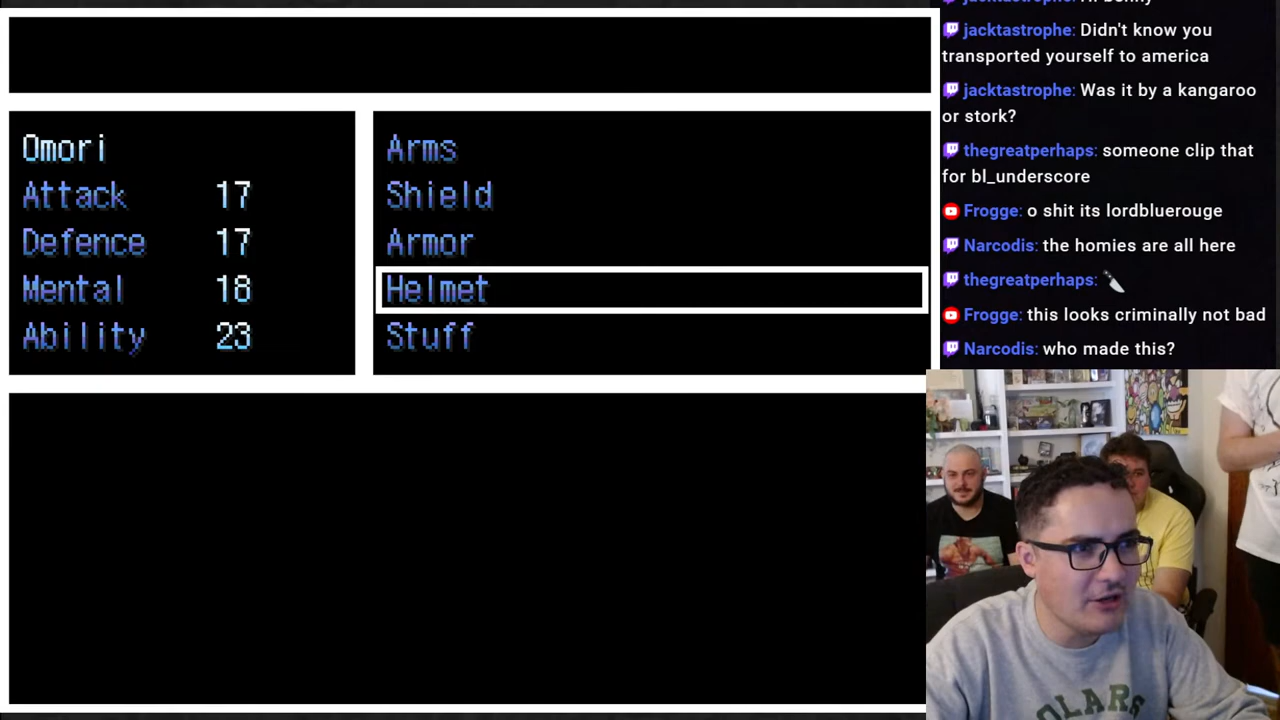 Omori
Attack 17
Defence 17
Mental 18
Ability 23
Arms
Shield
Armor
Helmet
Stuff
jacktastrophe: Didn't know you
transported yourself to america
jacktastrophe: Was it by a kangaroo
or stork?
thegreatperhaps: someone clip that
for bl_underscore
Frogge: o shit its lordbluerouge
Narcodis: the homies are all here
thegreatperhaps: 🔪
Frogge: this looks criminally not bad
Narcodis: who made this?